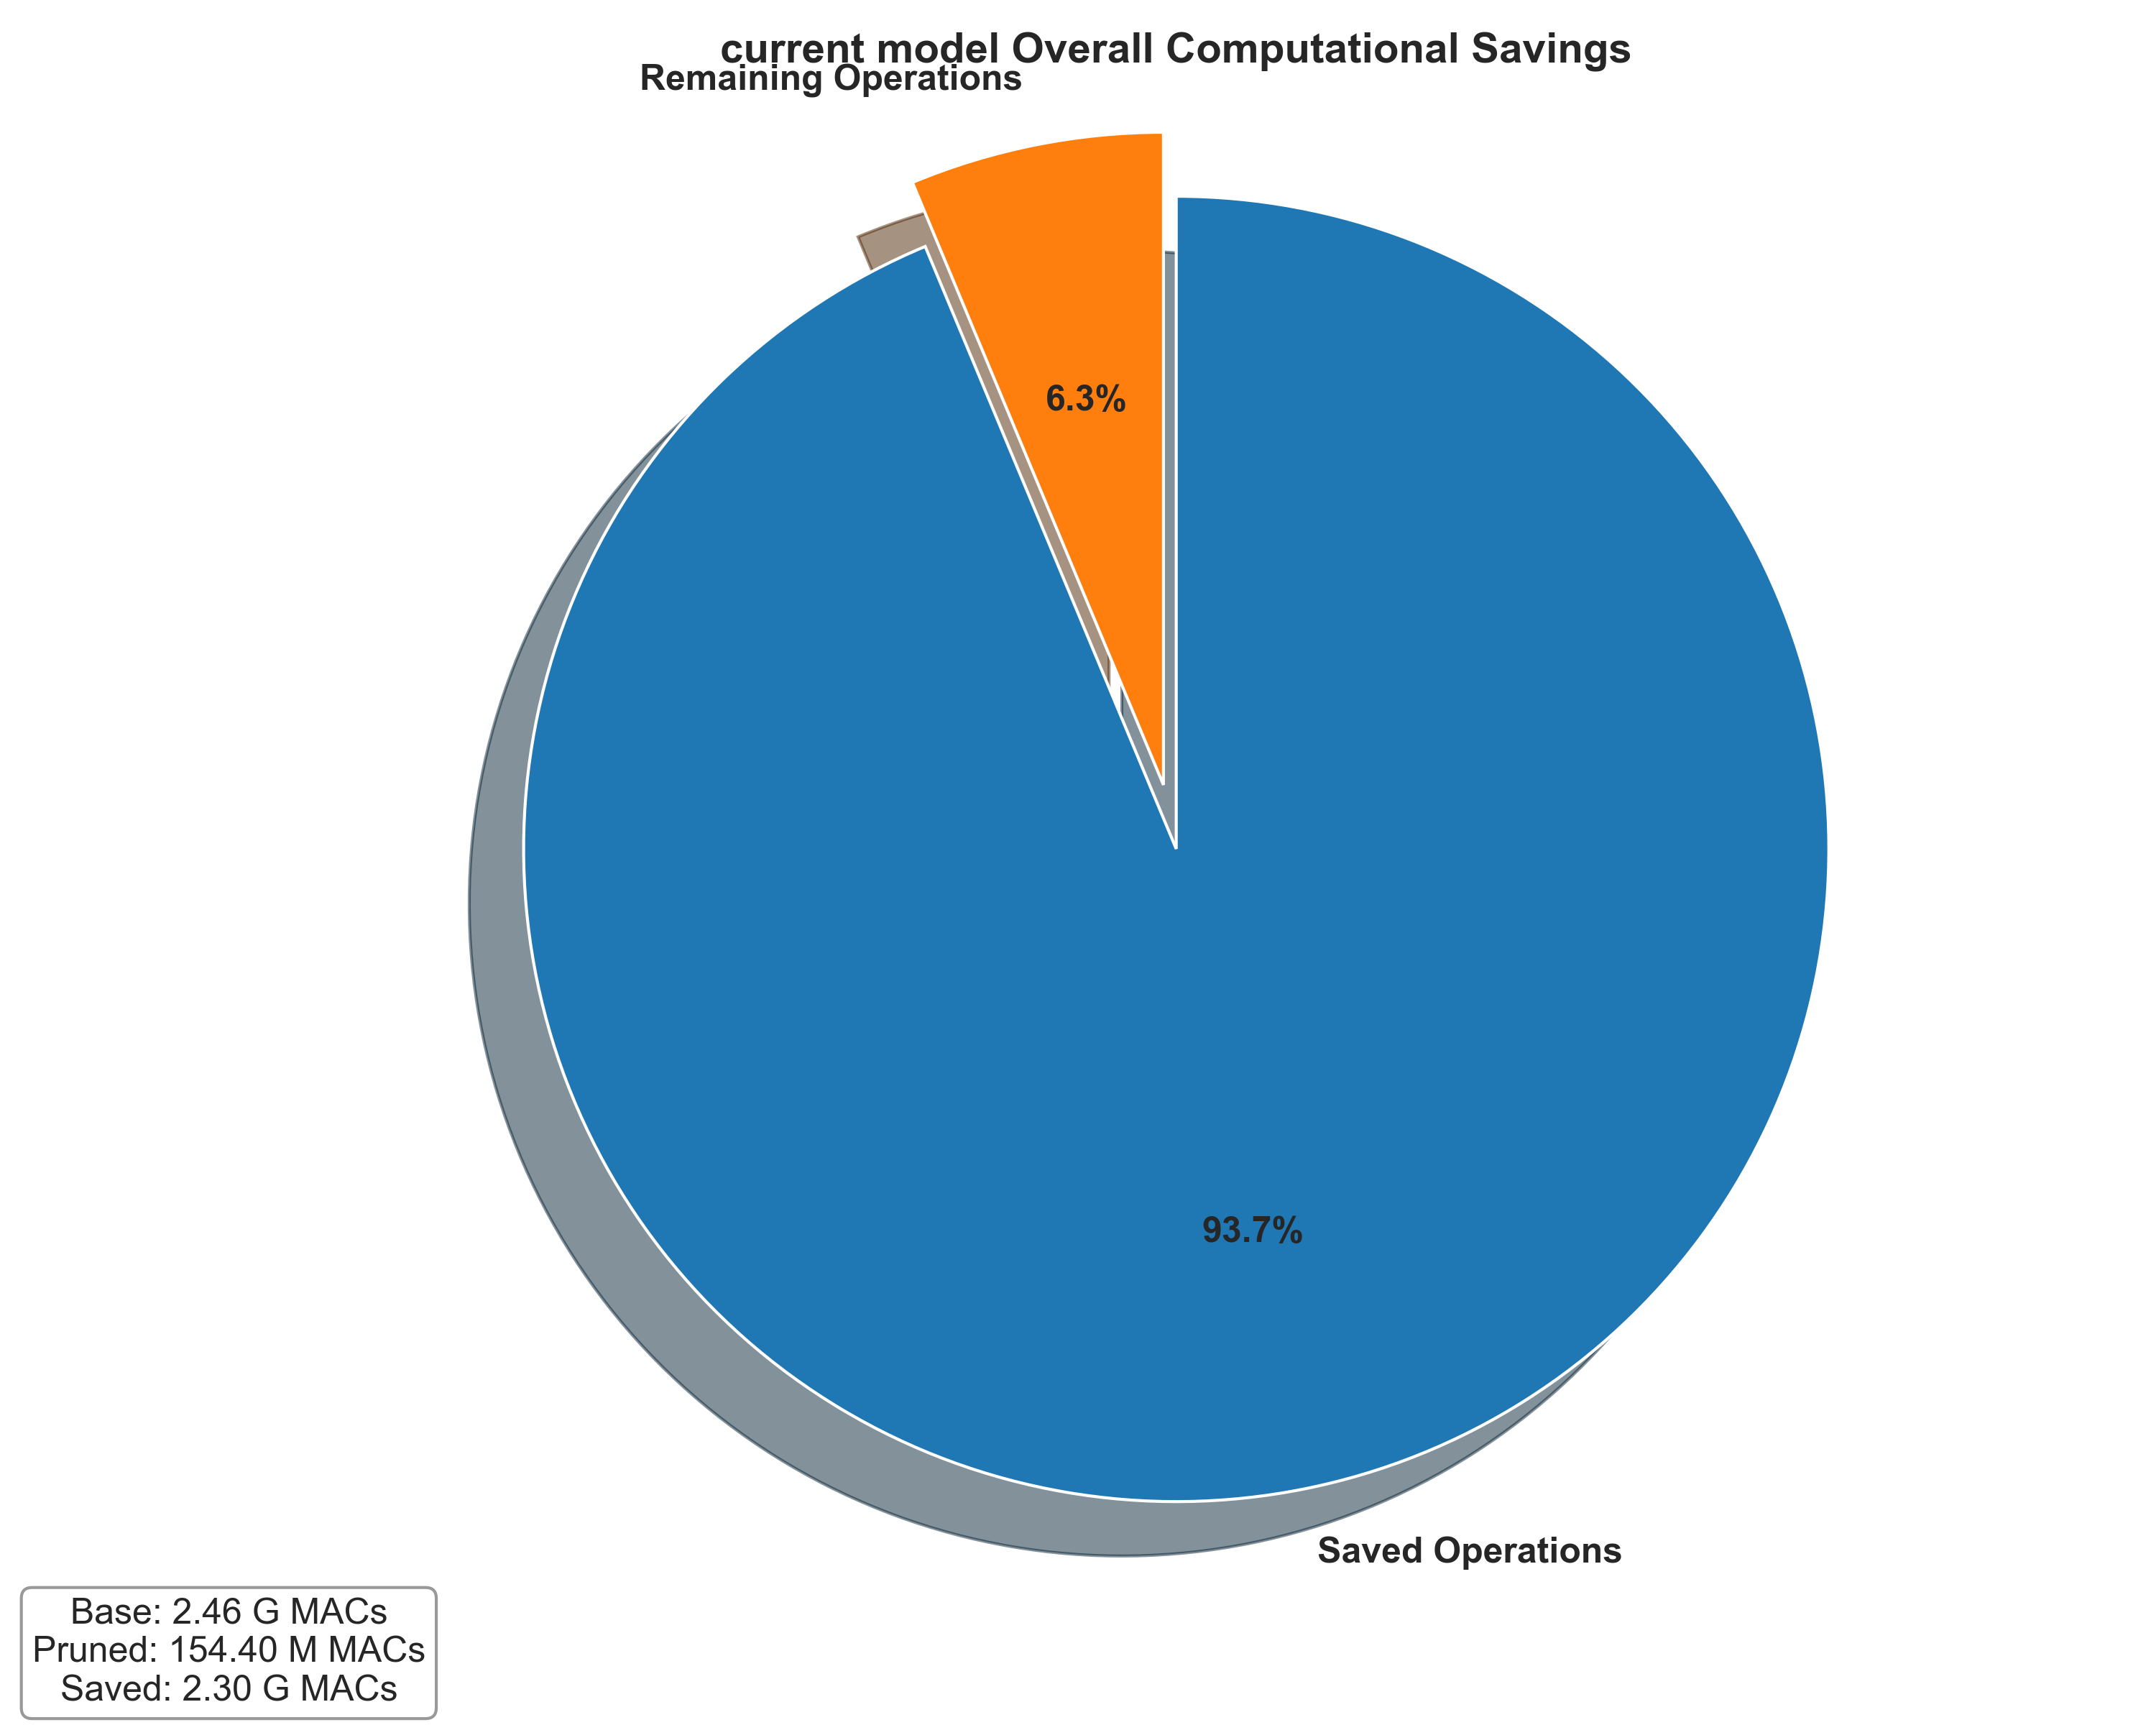 current model Overall Computational Savings
Remaining Operations
6.3%
93.7%
Saved Operations
Base: 2.46 G MACs
Pruned: 154.40 M MACs
Saved: 2.30 G MACs